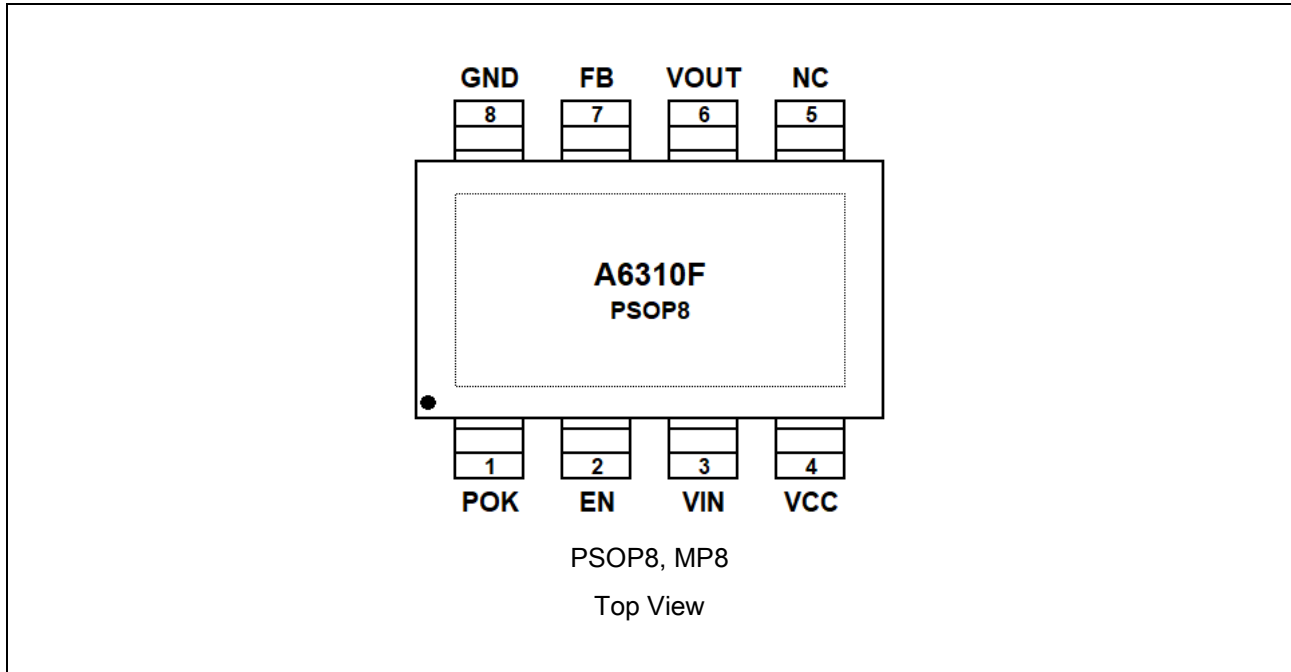 GND FB VOUT NC
8 7 6 5
A6310F
PSOP8
1 2 3 4
POK EN VIN VCC
PSOP8, MP8
Top View